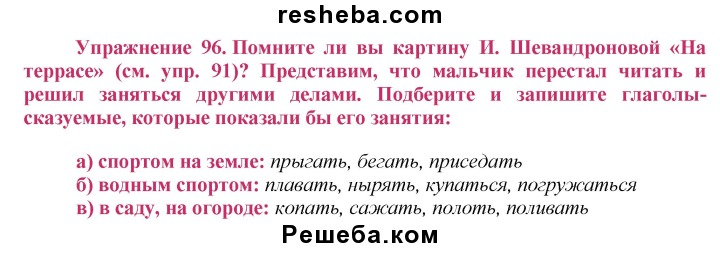 resheba.com
Упражнение 96. Помните ли вы картину И. Шевандроновой «На
террасе» (см. упр. 91)? Представим, что мальчик перестал читать и
решил заняться другими делами. Подберите и запишите глаголы-
сказуемые, которые показали бы его занятия:
а) спортом на земле: прыгать, бегать, приседать
б) водным спортом: плавать, нырять, купаться, погружаться
в) в саду, на огороде: копать, сажать, полоть, поливать
Решеба.ком